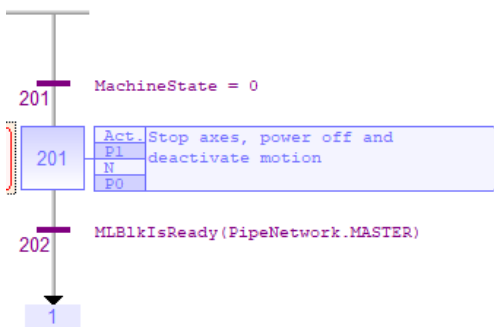 MachineState = 0
201
Act.
Stop axes, power off and
deactivate motion
P1
N
P0
201
MLBlkIsReady(PipeNetwork.MASTER)
202
1